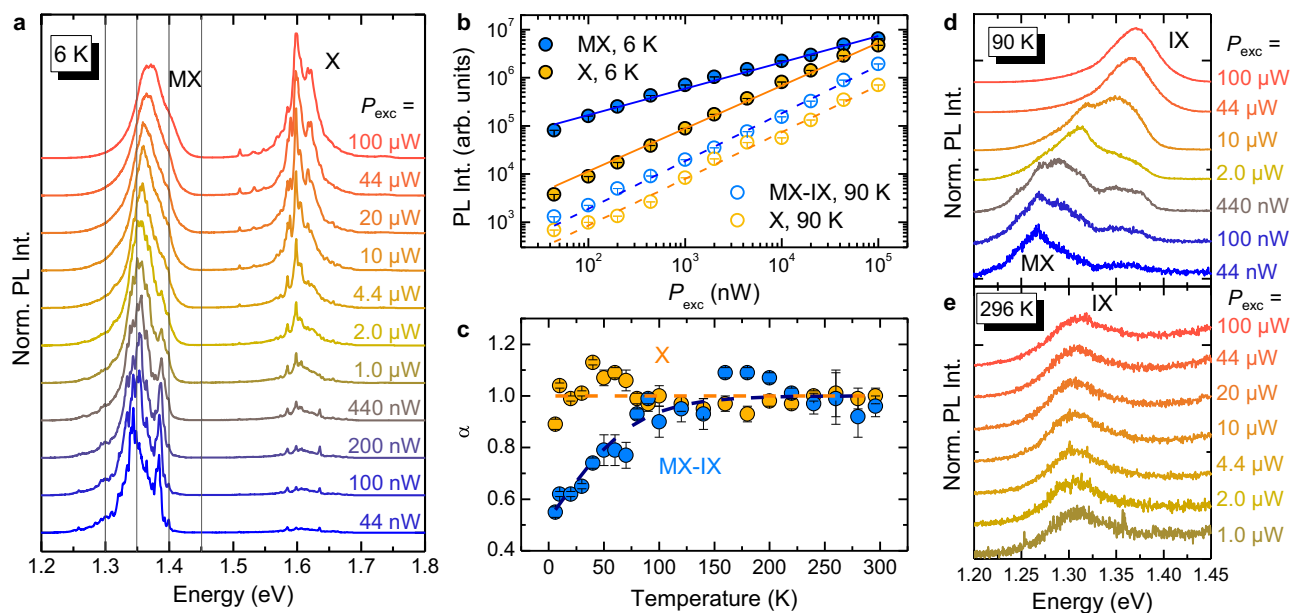 a
6 K
MX
X
P_exc =
100 µW
44 µW
20 µW
10 µW
4.4 µW
2.0 µW
1.0 µW
440 nW
200 nW
100 nW
44 nW
Norm. PL Int.
1.2 1.3 1.4 1.5 1.6 1.7 1.8
Energy (eV)
b
10^7
10^6
10^5
10^4
10^3
PL Int. (arb. units)
MX, 6 K
X, 6 K
MX-IX, 90 K
X, 90 K
10^2 10^3 10^4 10^5
P_exc (nW)
c
1.2
1.0
0.8
0.6
0.4
α
X
MX-IX
0 50 100 150 200 250 300
Temperature (K)
d
90 K
IX
MX
P_exc =
100 µW
44 µW
10 µW
2.0 µW
440 nW
100 nW
44 nW
Norm. PL Int.
e
296 K
IX
P_exc =
100 µW
44 µW
20 µW
10 µW
4.4 µW
2.0 µW
1.0 µW
Norm. PL Int.
1.20 1.25 1.30 1.35 1.40 1.45
Energy (eV)